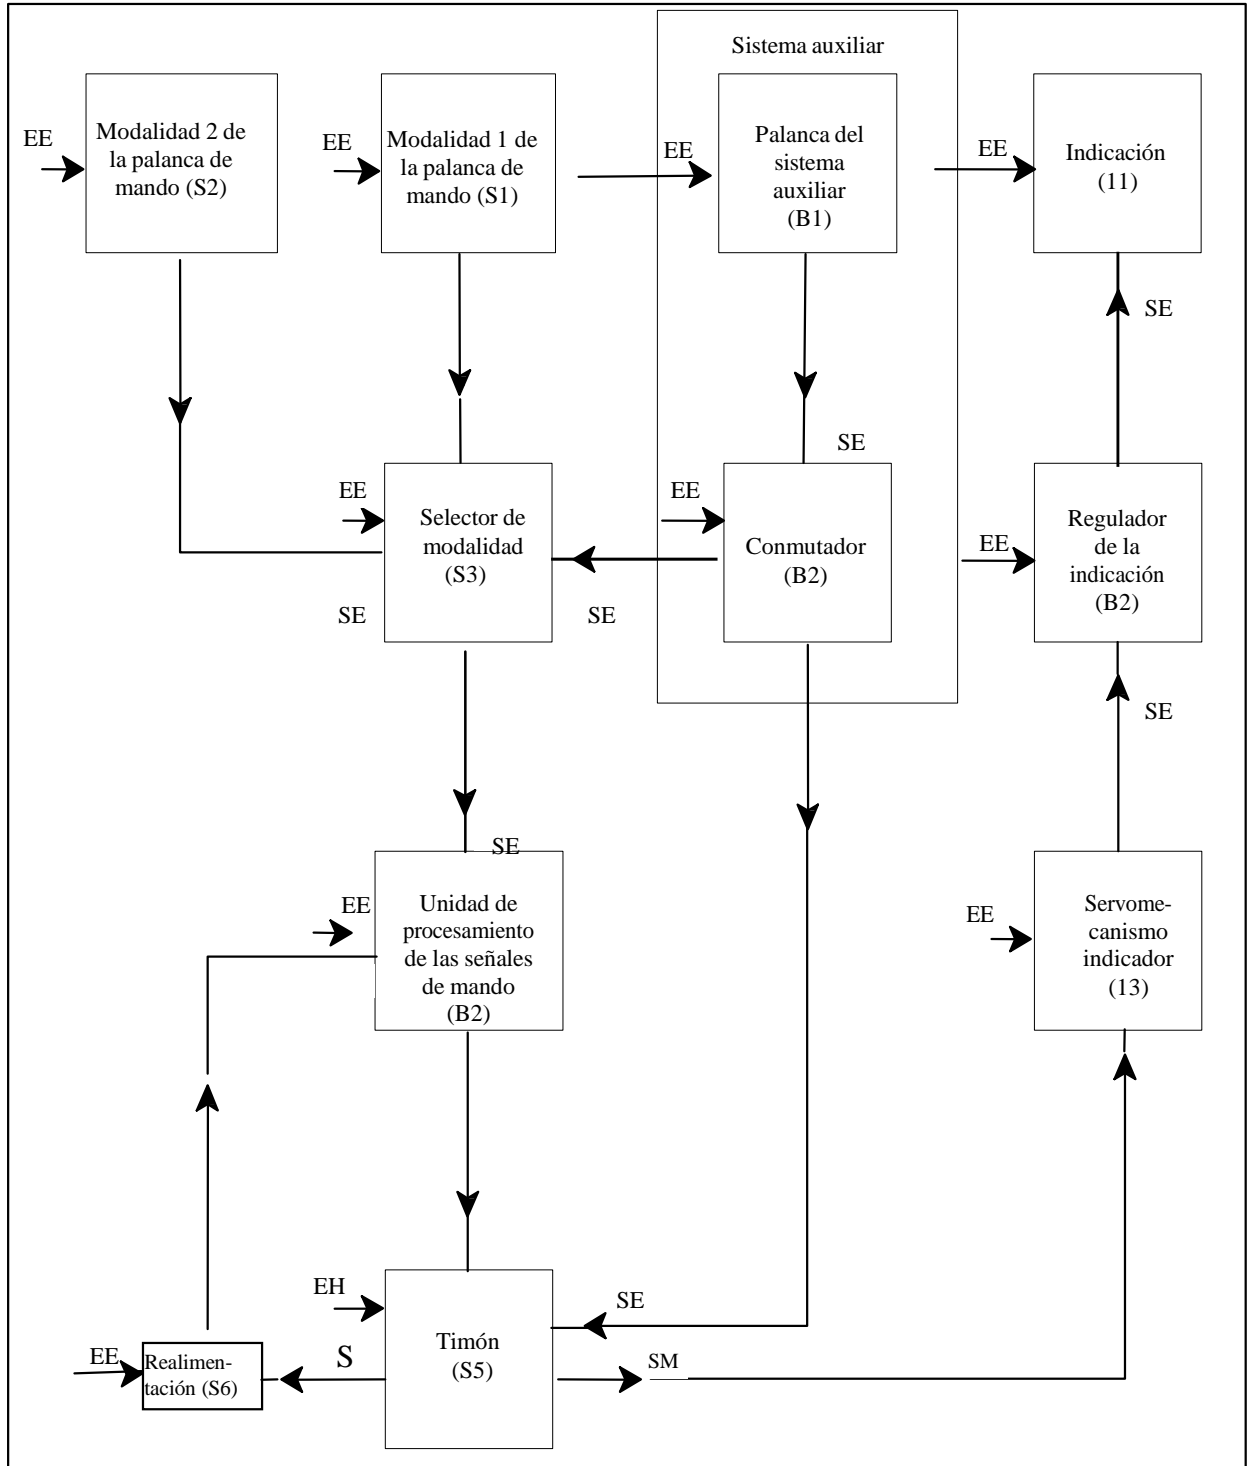 Sistema auxiliar
EE
Modalidad 2 de
la palanca de
mando (S2)
EE
Modalidad 1 de
la palanca de
mando (S1)
EE
Palanca del
sistema
auxiliar
(B1)
EE
Indicación
(11)
SE
SE
EE
Selector de
modalidad
(S3)
EE
Conmutador
(B2)
EE
Regulador
de la
indicación
(B2)
SE
SE
SE
SE
EE
Unidad de
procesamiento
de las señales
de mando
(B2)
EE
Servome-
canismo
indicador
(13)
EH
Timón
(S5)
SE
EE
Realimen-
tación (S6)
S
SM